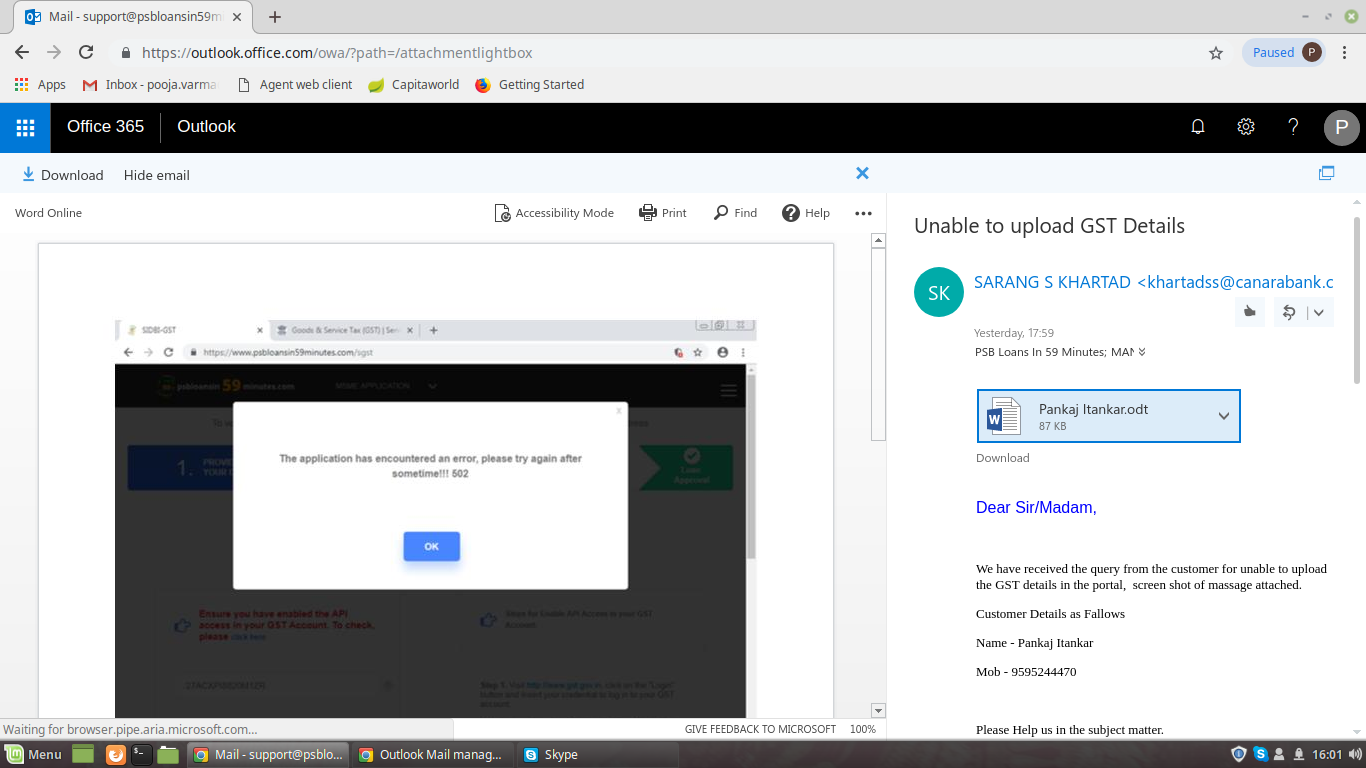 Mail - support@psbloansin59m
https://outlook.office.com/owa/?path=/attachmentlightbox
Paused
P
Apps
Inbox - pooja.varma
Agent web client
Capitaworld
Getting Started
Office 365
Outlook
P
Download
Hide email
Word Online
Accessibility Mode
Print
Find
Help
SIDBI-GST
Goods & Service Tax (GST) | Serv
https://www.psbloansin59minutes.com/sgst
psbloansin 59 minutes.com
MSME APPLICATION
x
The application has encountered an error, please try again after
sometime!!! 502
OK
1.
Loan
Approval
Ensure you have enabled the API
access in your GST Account. To check,
please click here
Steps for Enable API Access in your GST
Account
Step 1. Visit http://www.gst.gov.in, click on the "Login"
button and insert your credential to log in to your GST
account
GIVE FEEDBACK TO MICROSOFT
100%
Unable to upload GST Details
SK
SARANG S KHARTAD <khartadss@canarabank.c
Yesterday, 17:59
PSB Loans In 59 Minutes; MAN
W
Pankaj Itankar.odt
87 KB
Download
Dear Sir/Madam,
We have received the query from the customer for unable to upload
the GST details in the portal,  screen shot of massage attached.
Customer Details as Fallows
Name - Pankaj Itankar
Mob - 9595244470
Please Help us in the subject matter.
Waiting for browser.pipe.aria.microsoft.com...
Menu
Mail - support@psblo...
Outlook Mail manag...
Skype
16:01